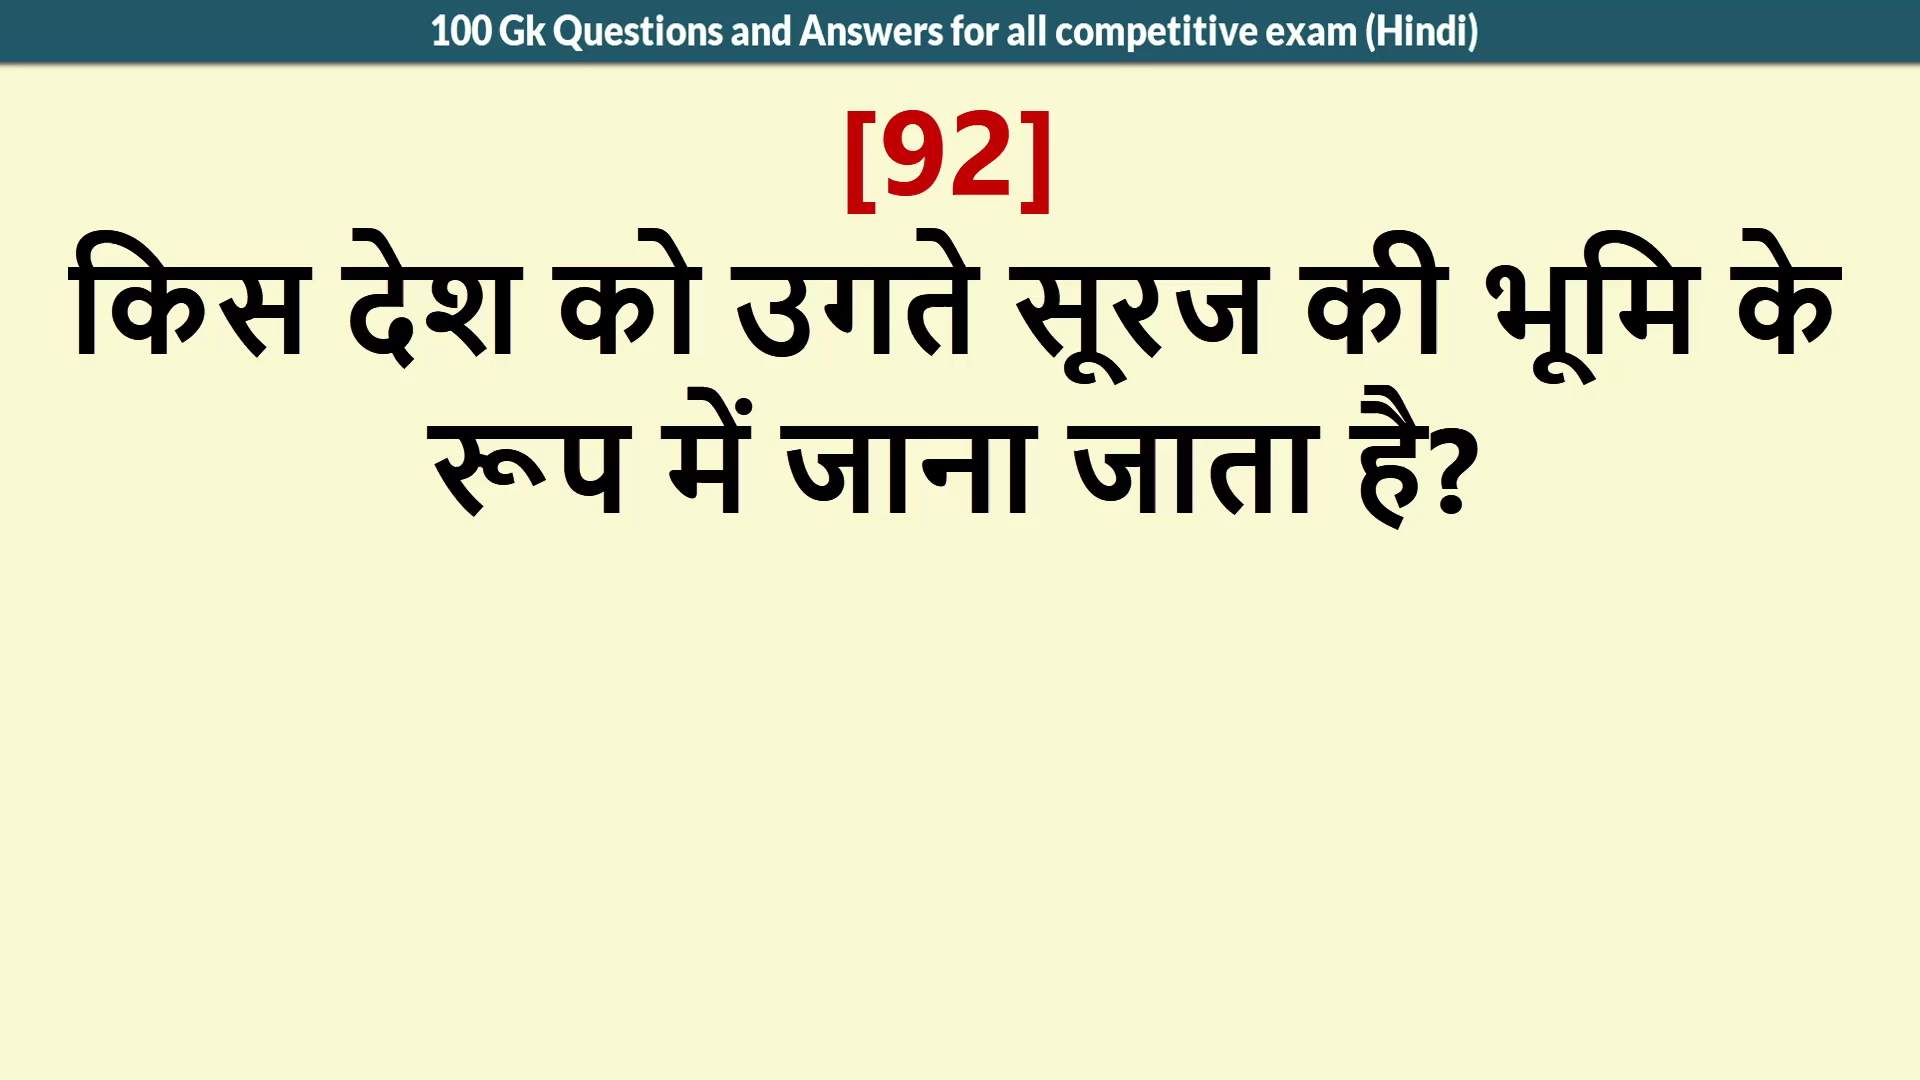 100 Gk Questions and Answers for all competitive exam (Hindi)
[92]
किस देश को उगते सूरज की भूमि के
रूप में जाना जाता है?